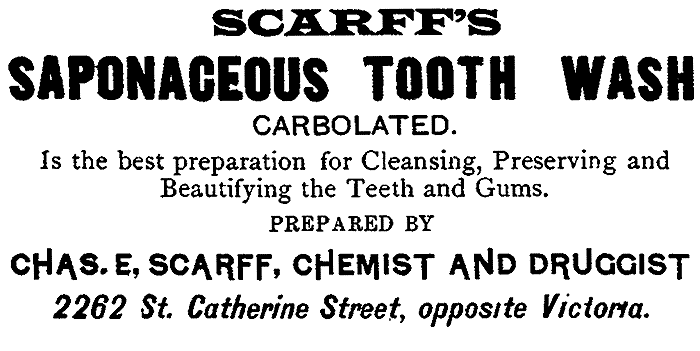 SCARFF'S
SAPONACEOUS TOOTH WASH
CARBOLATED.
Is the best preparation for Cleansing, Preserving and
Beautifying the Teeth and Gums.
PREPARED BY
CHAS. E, SCARFF, CHEMIST AND DRUGGIST
2262 St. Catherine Street, opposite Victoria.